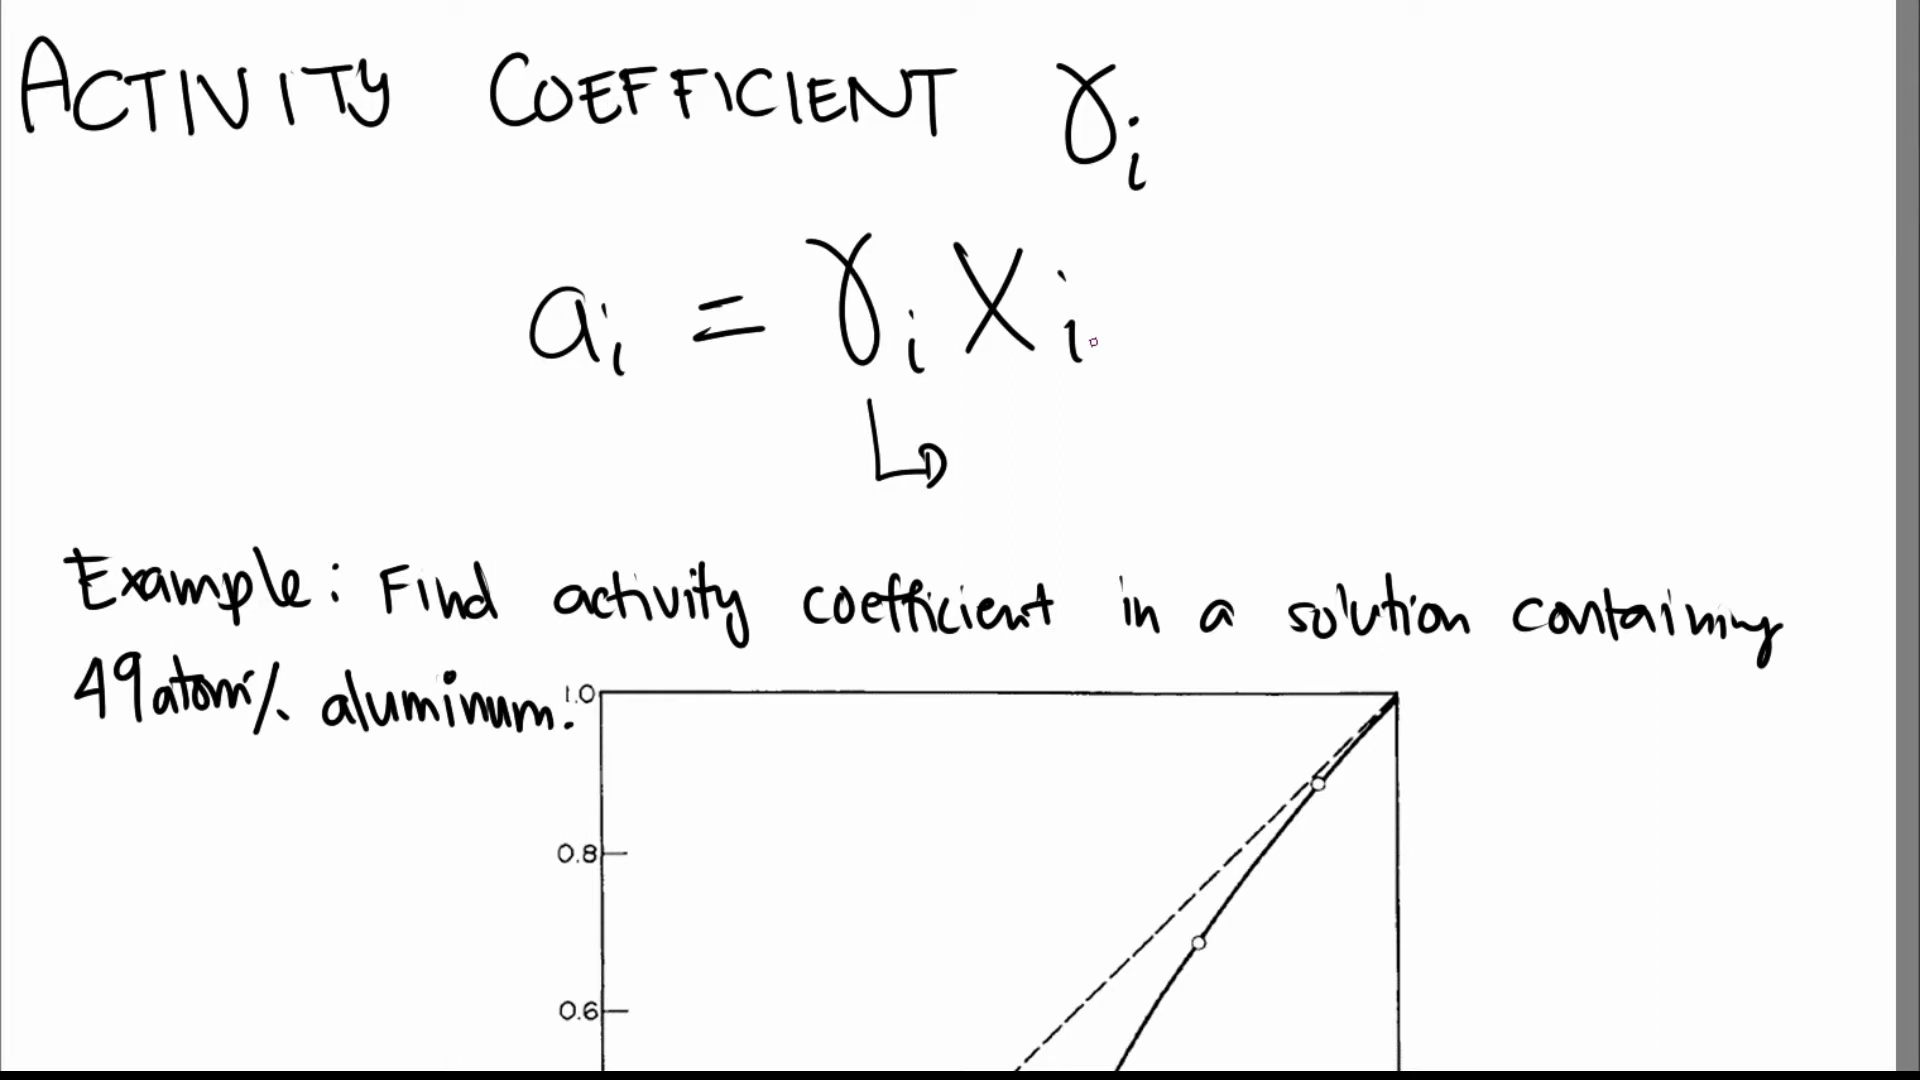 ACTIVITY COEFFICIENT γi
ai = γi Xi
Example: Find activity coefficient in a solution containing
49 atom% aluminum.
1.0
0.8
0.6